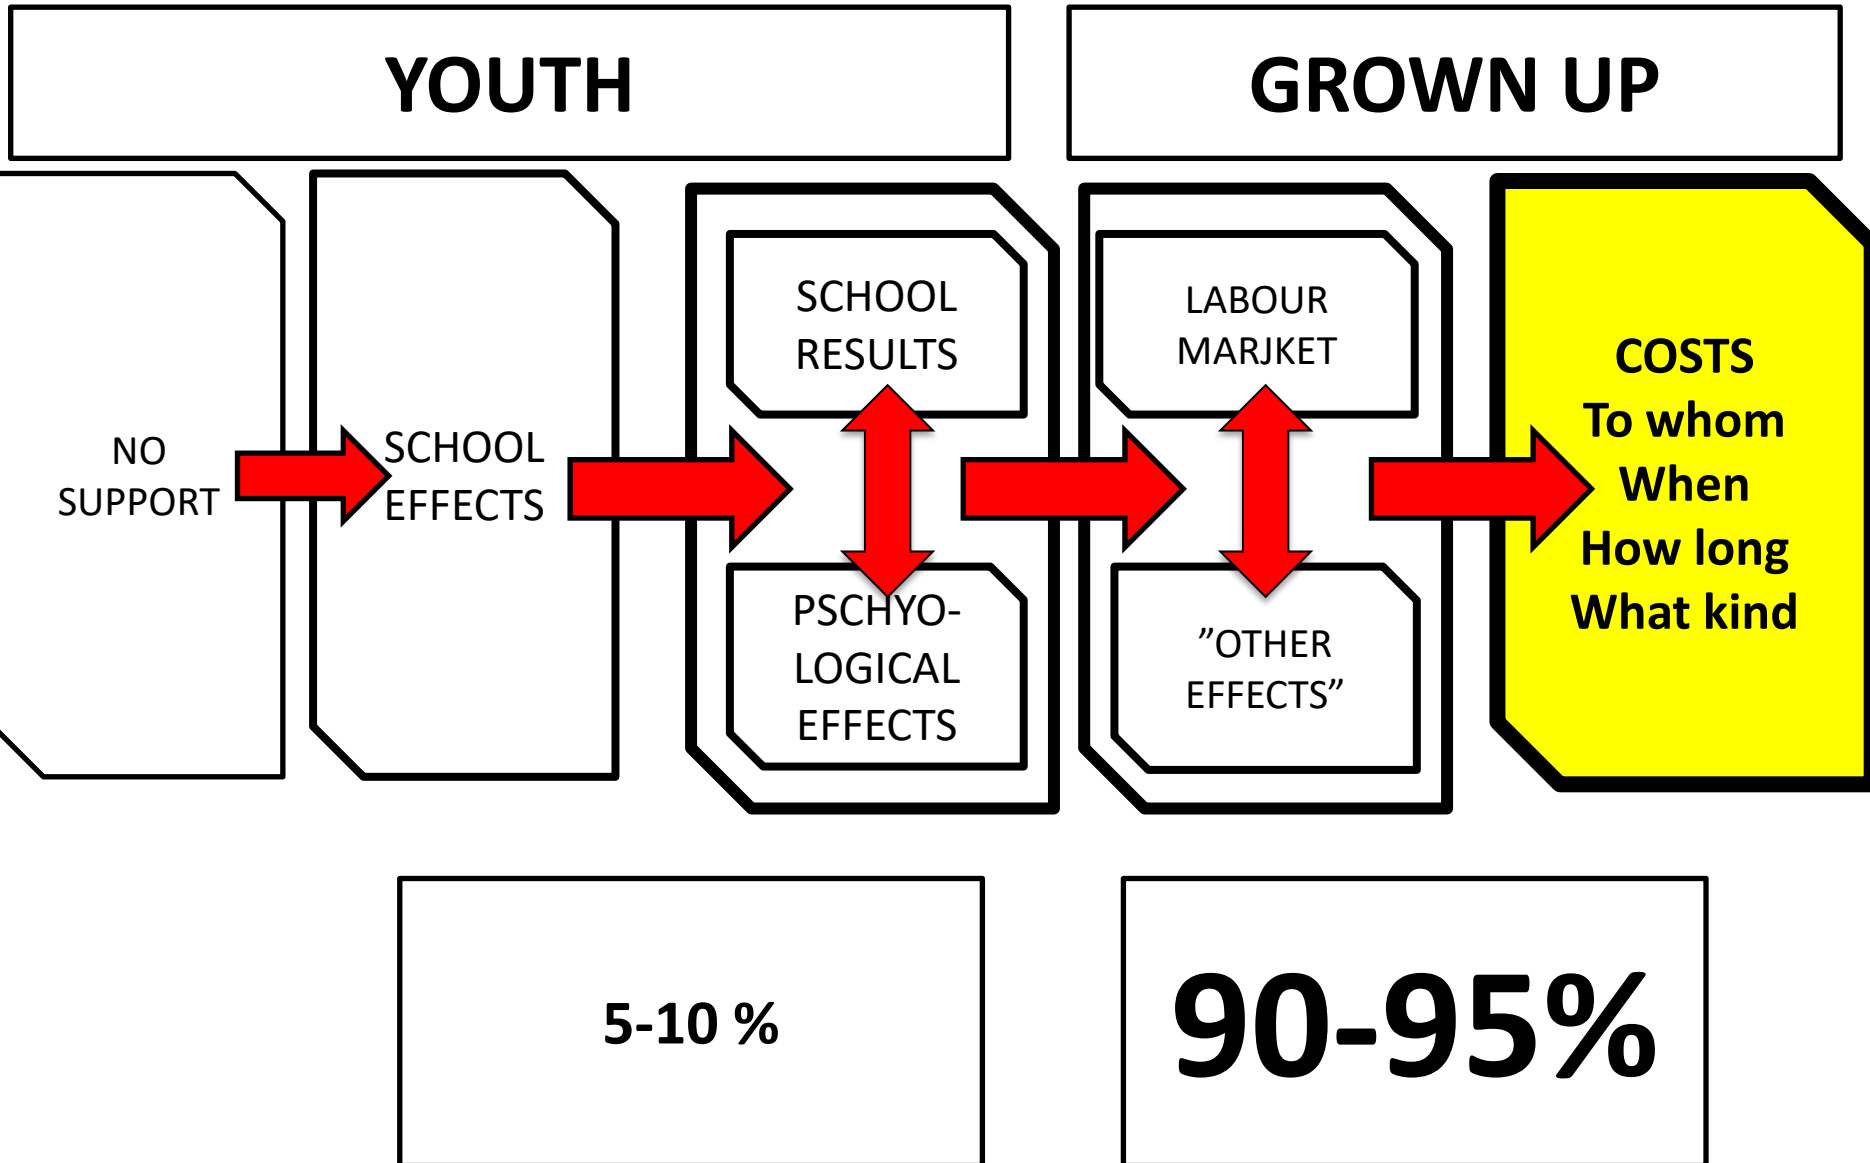 YOUTH
GROWN UP
NO
SUPPORT
SCHOOL
EFFECTS
SCHOOL
RESULTS
PSCHYO-
LOGICAL
EFFECTS
LABOUR
MARJKET
”OTHER
EFFECTS”
COSTS
To whom
When
How long
What kind
5-10 %
90-95%